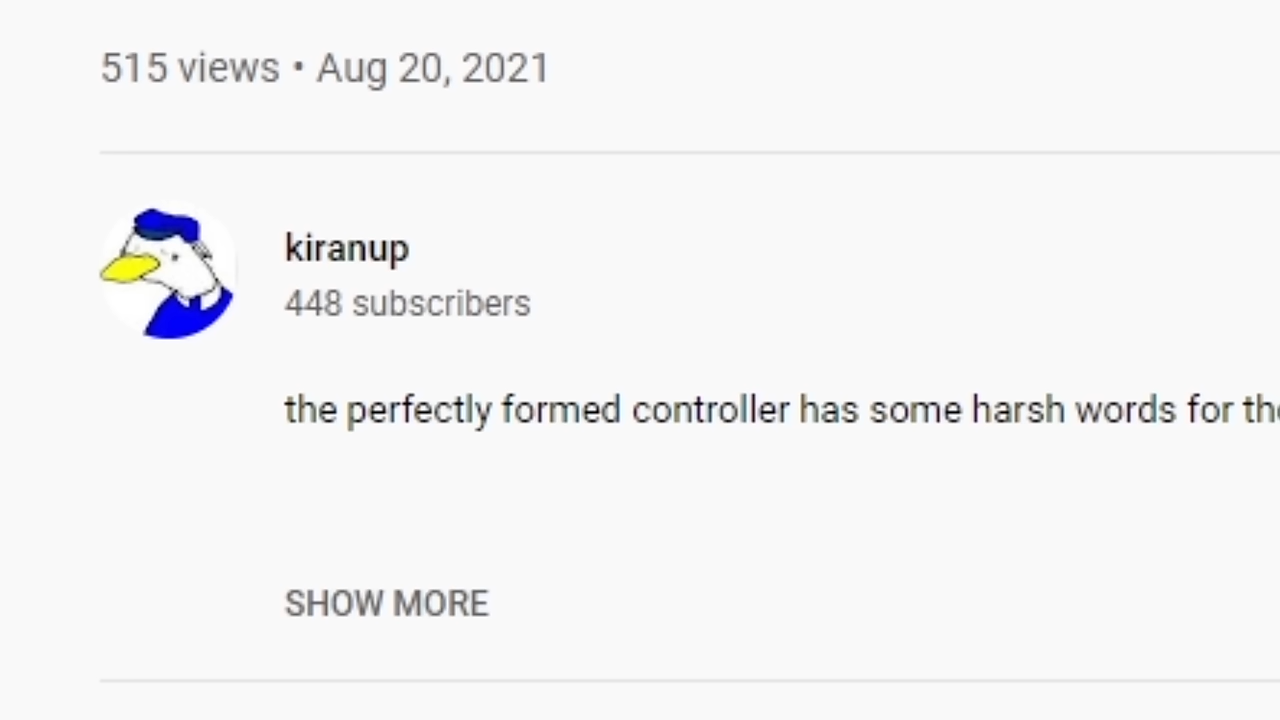 515 views • Aug 20, 2021
kiranup
448 subscribers
the perfectly formed controller has some harsh words for
SHOW MORE